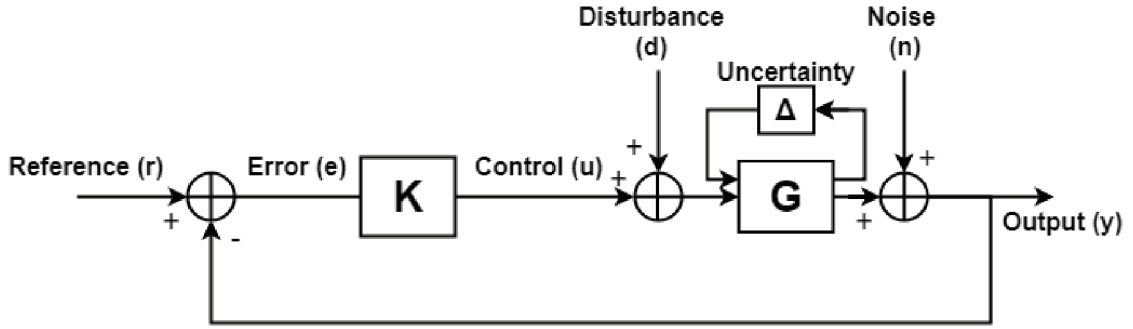 Disturbance
(d)
Noise
(n)
Uncertainty
Δ
+
+
Reference (r)
Error (e)
Control (u)
+
K
G
+
-
+
Output (y)